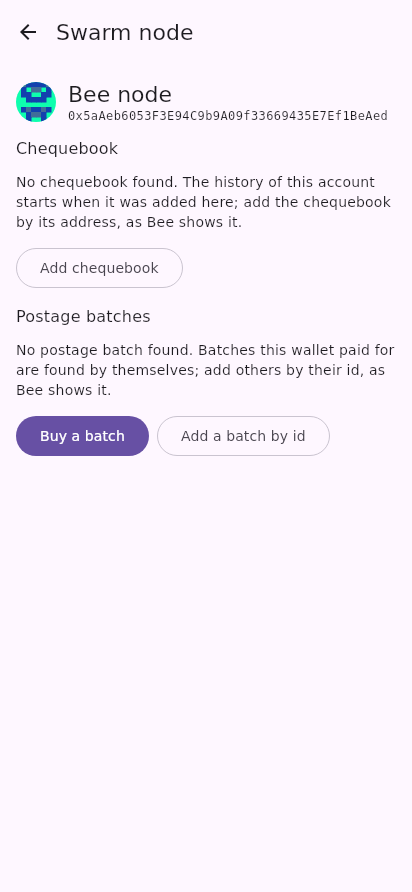 Swarm node
Bee node
0x5aAeb6053F3E94C9b9A09f33669435E7Ef1BeAed
Chequebook
No chequebook found. The history of this account
starts when it was added here; add the chequebook
by its address, as Bee shows it.
Add chequebook
Postage batches
No postage batch found. Batches this wallet paid for
are found by themselves; add others by their id, as
Bee shows it.
Buy a batch
Add a batch by id